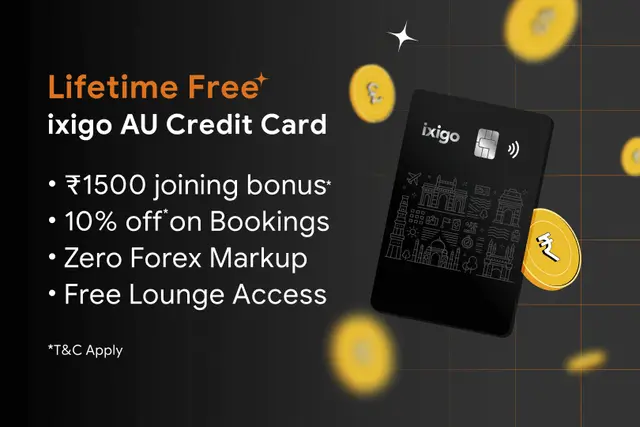 Lifetime Free
ixigo AU Credit Card
• ₹1500 joining bonus*
• 10% off* on Bookings
• Zero Forex Markup
• Free Lounge Access
*T&C Apply
ixigo
₹